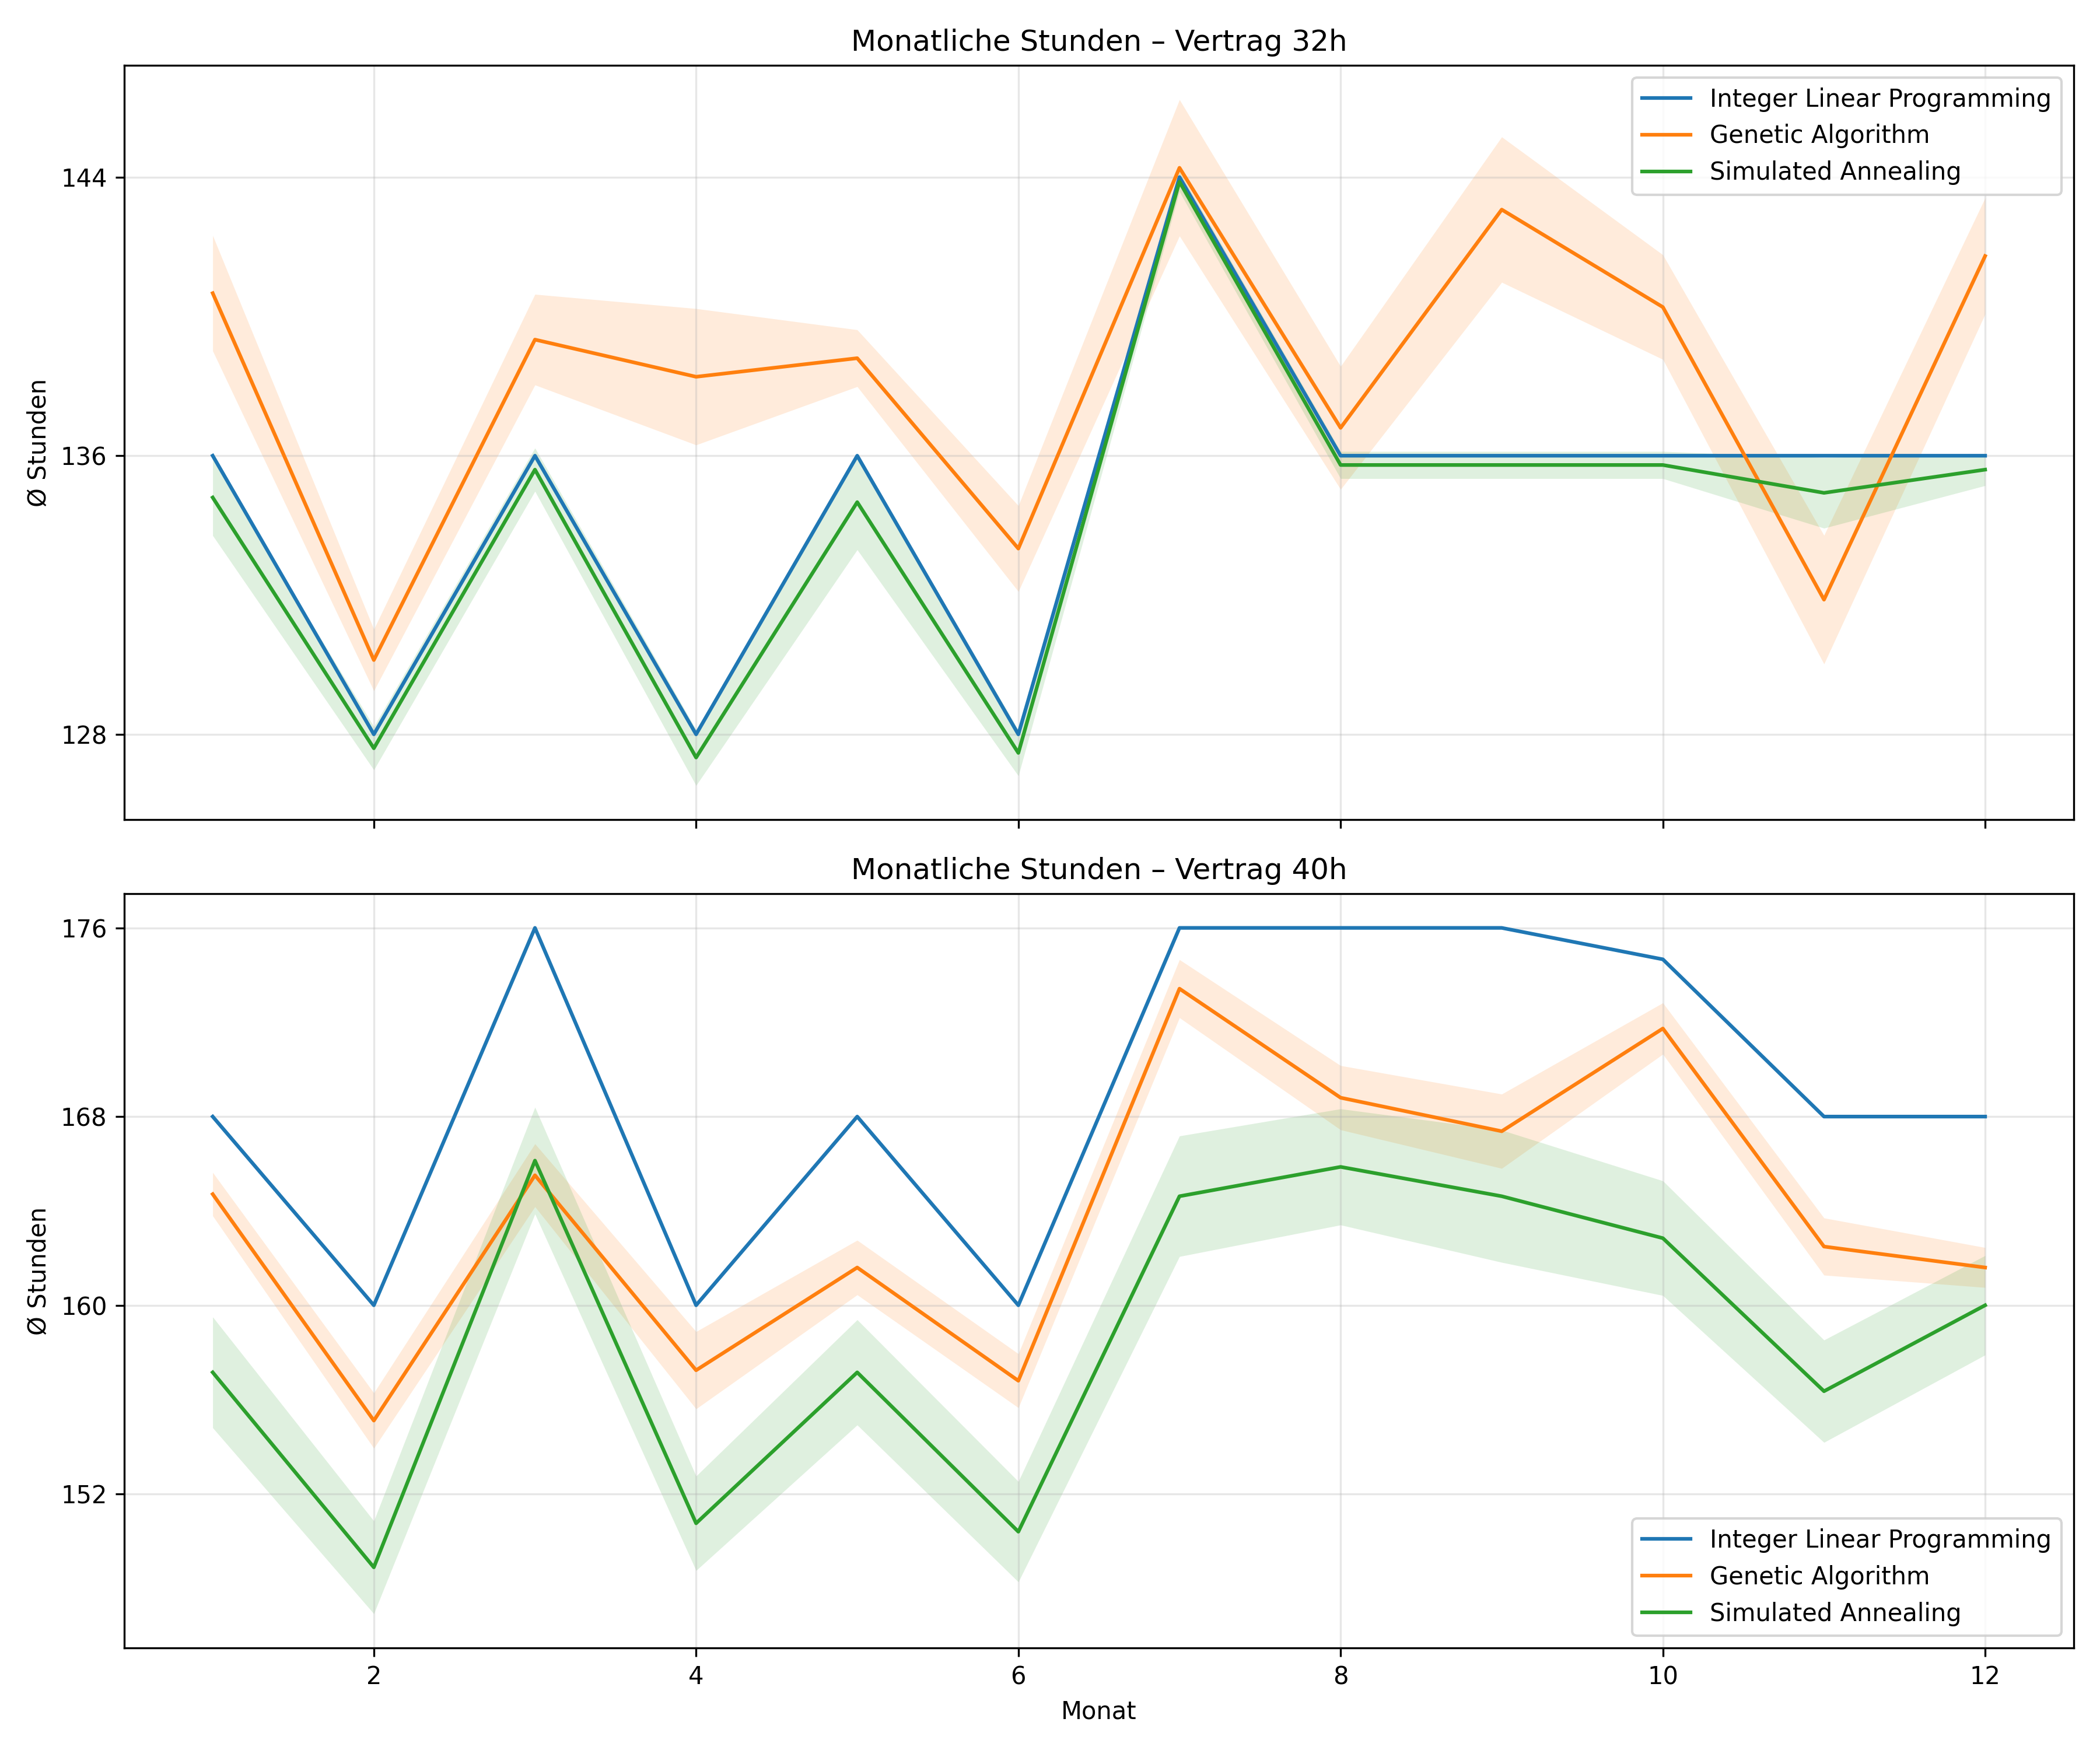 Monatliche Stunden – Vertrag 32h
Ø Stunden
144
136
128
Integer Linear Programming
Genetic Algorithm
Simulated Annealing
Monatliche Stunden – Vertrag 40h
Ø Stunden
176
168
160
152
Integer Linear Programming
Genetic Algorithm
Simulated Annealing
2 4 6 8 10 12
Monat